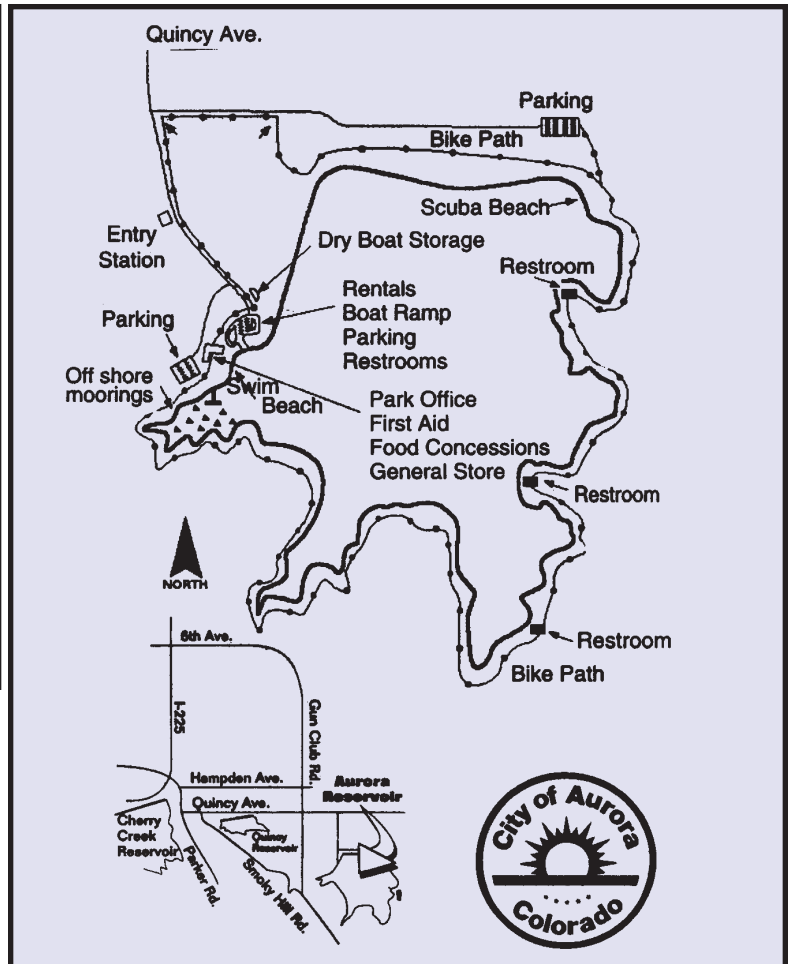 Quincy Ave.
Parking
Bike Path
Scuba Beach
Entry
Station
Dry Boat Storage
Restroom
Rentals
Boat Ramp
Parking
Restrooms
Parking
Off shore
moorings
Swim
Beach
Park Office
First Aid
Food Concessions
General Store
Restroom
NORTH
Restroom
Bike Path
6th Ave.
I-225
Gun Club Rd.
Hampden Ave.
Aurora
Reservoir
Quincy Ave.
Cherry
Creek
Reservoir
Quincy
Reservoir
Parker Rd.
Smoky Hill Rd.
City of Aurora
Colorado